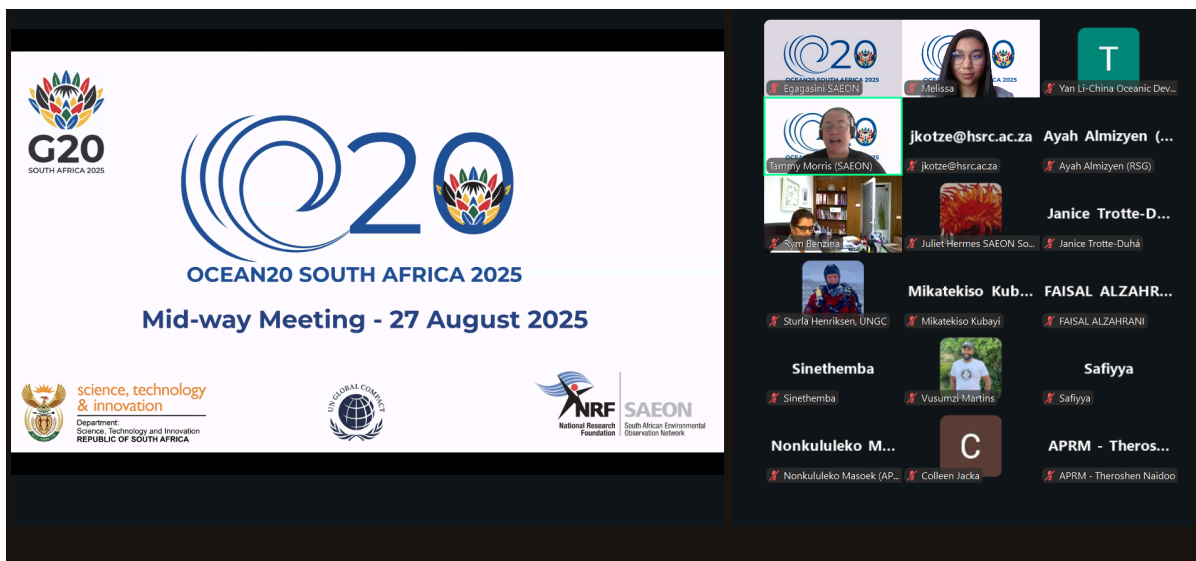 G20
SOUTH AFRICA 2025
20
OCEAN20 SOUTH AFRICA 2025
Mid-way Meeting - 27 August 2025
science, technology
& innovation
Department:
Science, Technology and Innovation
REPUBLIC OF SOUTH AFRICA
UN GLOBAL COMPACT
NRF
National Research
Foundation
SAEON
South African Environmental
Observation Network
20
OCEAN20 SOUTH AFRICA 2025
Egagasini SAEON
Melissa
T
Yan Li-China Oceanic Dev...
Tammy Morris (SAEON)
jkotze@hsrc.ac.za
jkotze@hsrc.ac.za
Ayah Almizyen (...
Ayah Almizyen (RSG)
Rym Benzina
Juliet Hermes SAEON So...
Janice Trotte-D...
Janice Trotte-Duhá
Sturla Henriksen, UNGC
Mikatekiso Kub...
Mikatekiso Kubayi
FAISAL ALZAHR...
FAISAL ALZAHRANI
Sinethemba
Sinethemba
Vusumzi Martins
Safiyya
Safiyya
Nonkululeko M...
Nonkululeko Masoek (AP...
C
Colleen Jacka
APRM - Theros...
APRM - Theroshen Naidoo